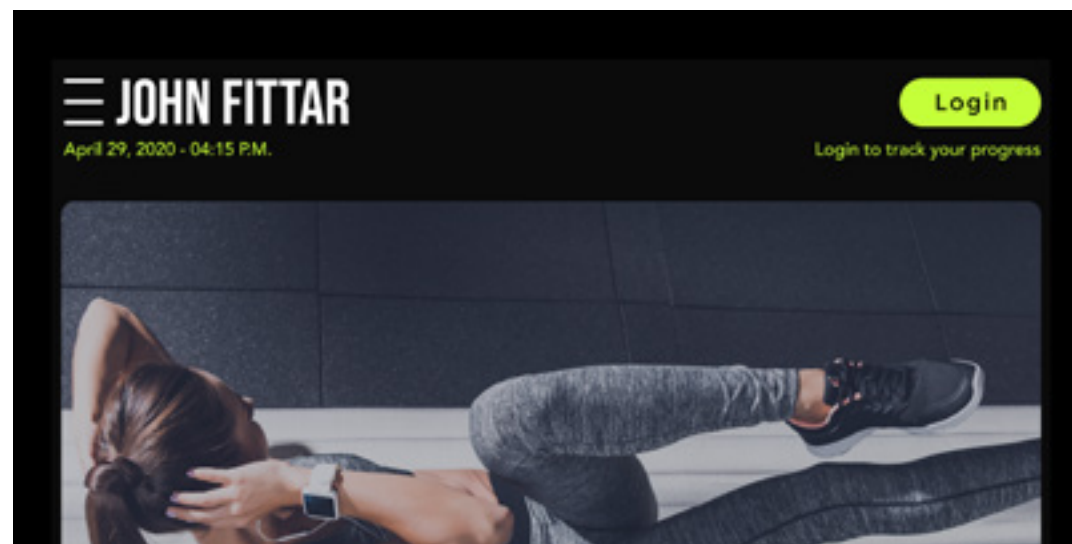 JOHN FITTAR
Login
April 29, 2020 - 04:15 P.M.
Login to track your progress